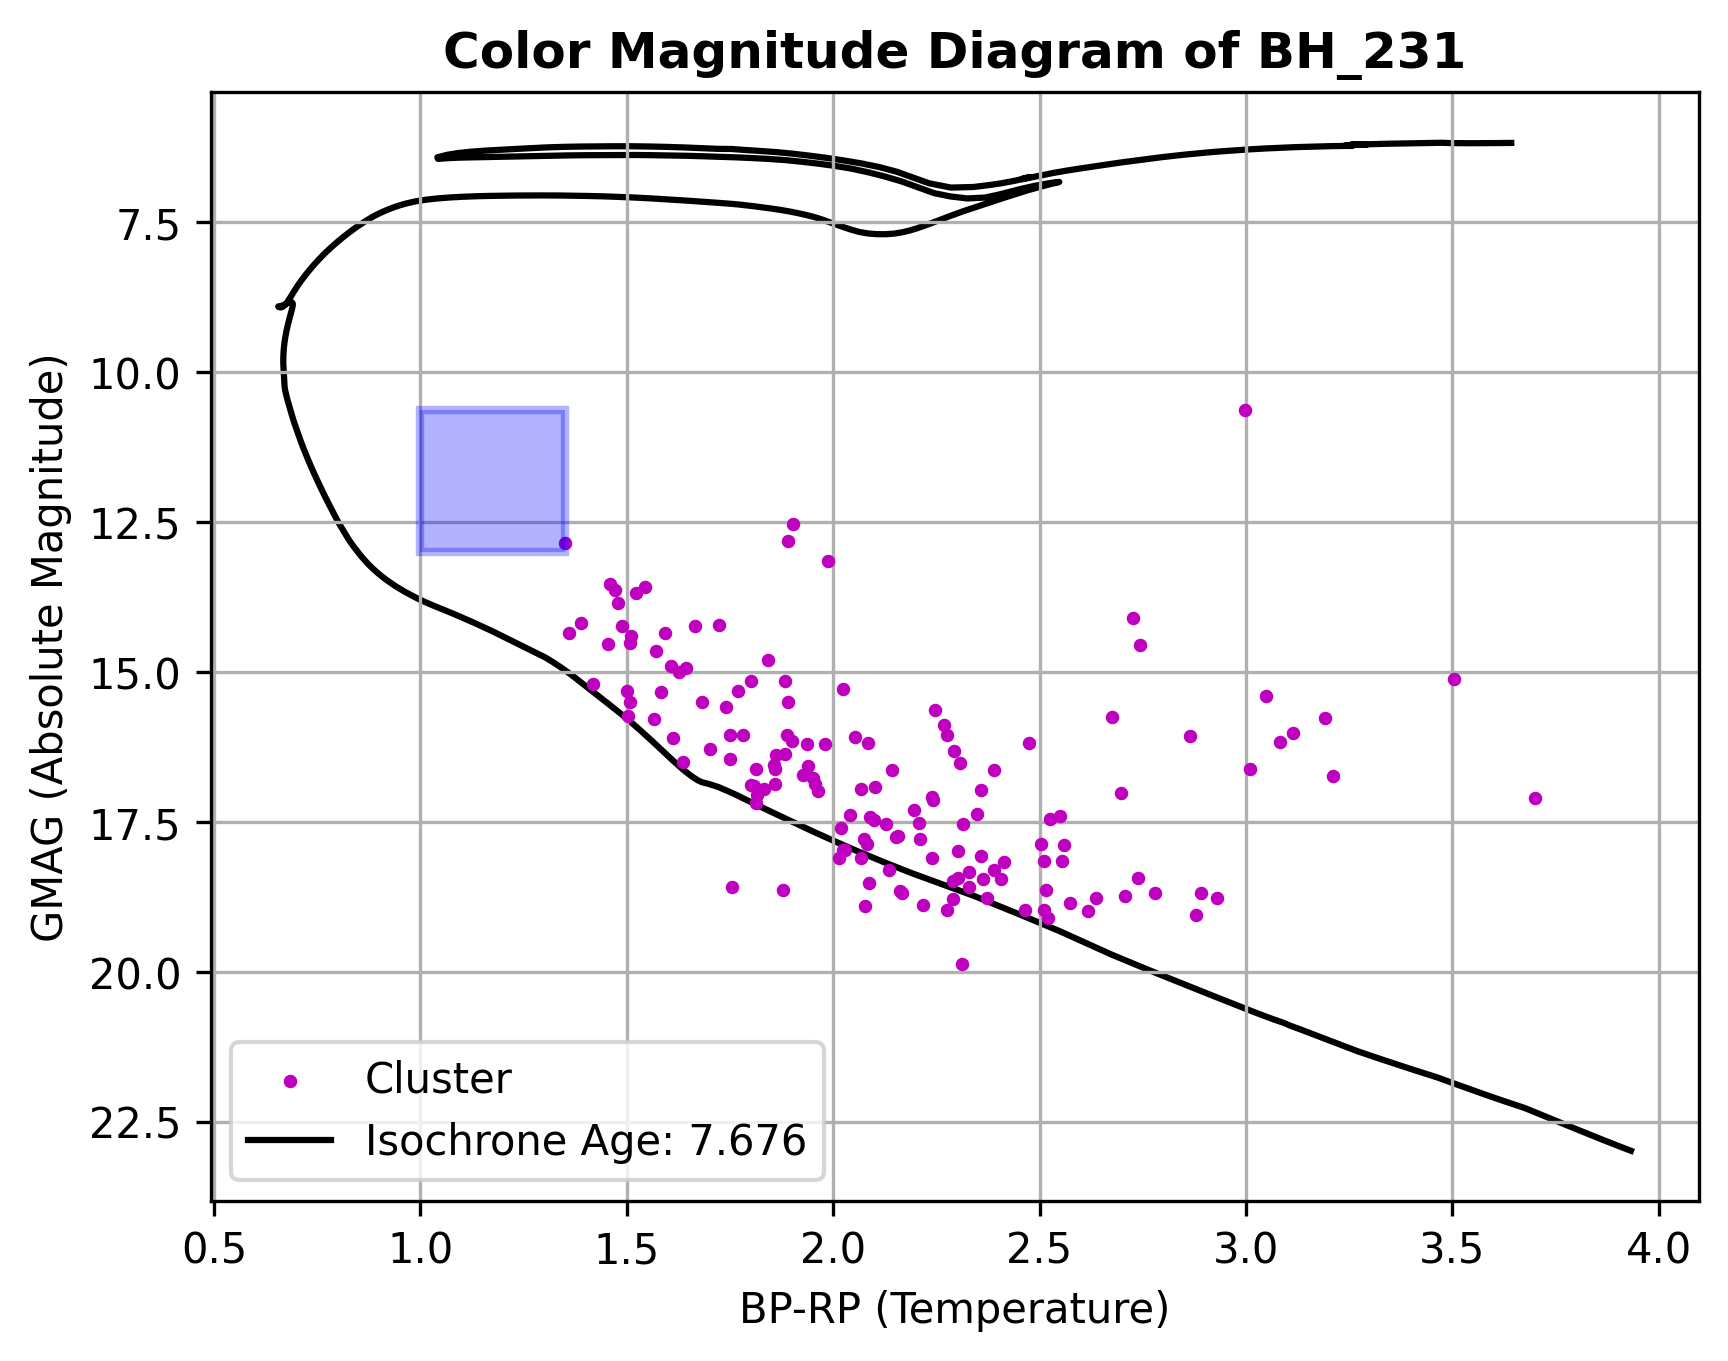 Color Magnitude Diagram of BH_231
GMAG (Absolute Magnitude)
7.5
10.0
12.5
15.0
17.5
20.0
22.5
Cluster
Isochrone Age: 7.676
0.5 1.0 1.5 2.0 2.5 3.0 3.5 4.0
BP-RP (Temperature)